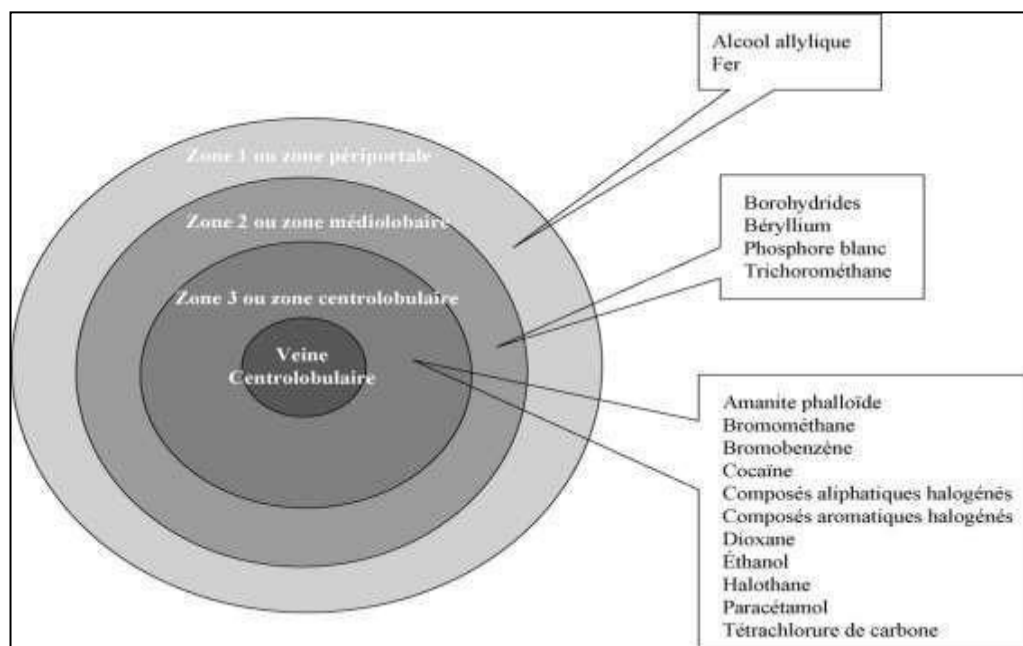 Alcool allylique
Fer
Zone 1 ou zone périportale
Zone 2 ou zone médiolobaire
Zone 3 ou zone centrolobulaire
Veine
Centrolobulaire
Borohydrides
Béryllium
Phosphore blanc
Trichorométhane
Amanite phalloïde
Bromométhane
Bromobenzène
Cocaïne
Composés aliphatiques halogénés
Composés aromatiques halogénés
Dioxane
Éthanol
Halothane
Paracétamol
Tétrachlorure de carbone